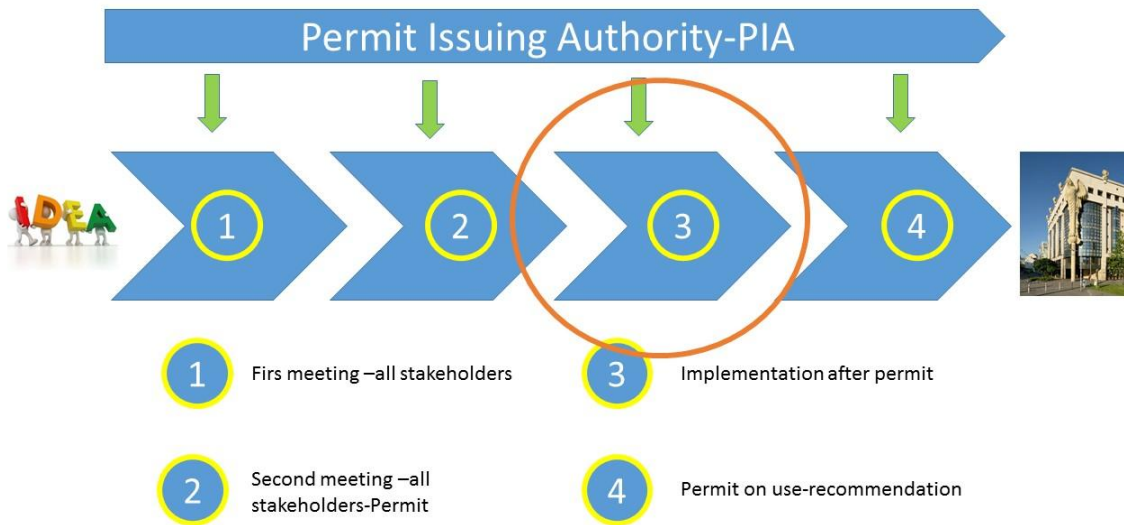 Permit Issuing Authority-PIA
IDEA
1
2
3
4
1
Firs meeting –all stakeholders
3
Implementation after permit
2
Second meeting –all
stakeholders-Permit
4
Permit on use-recommendation